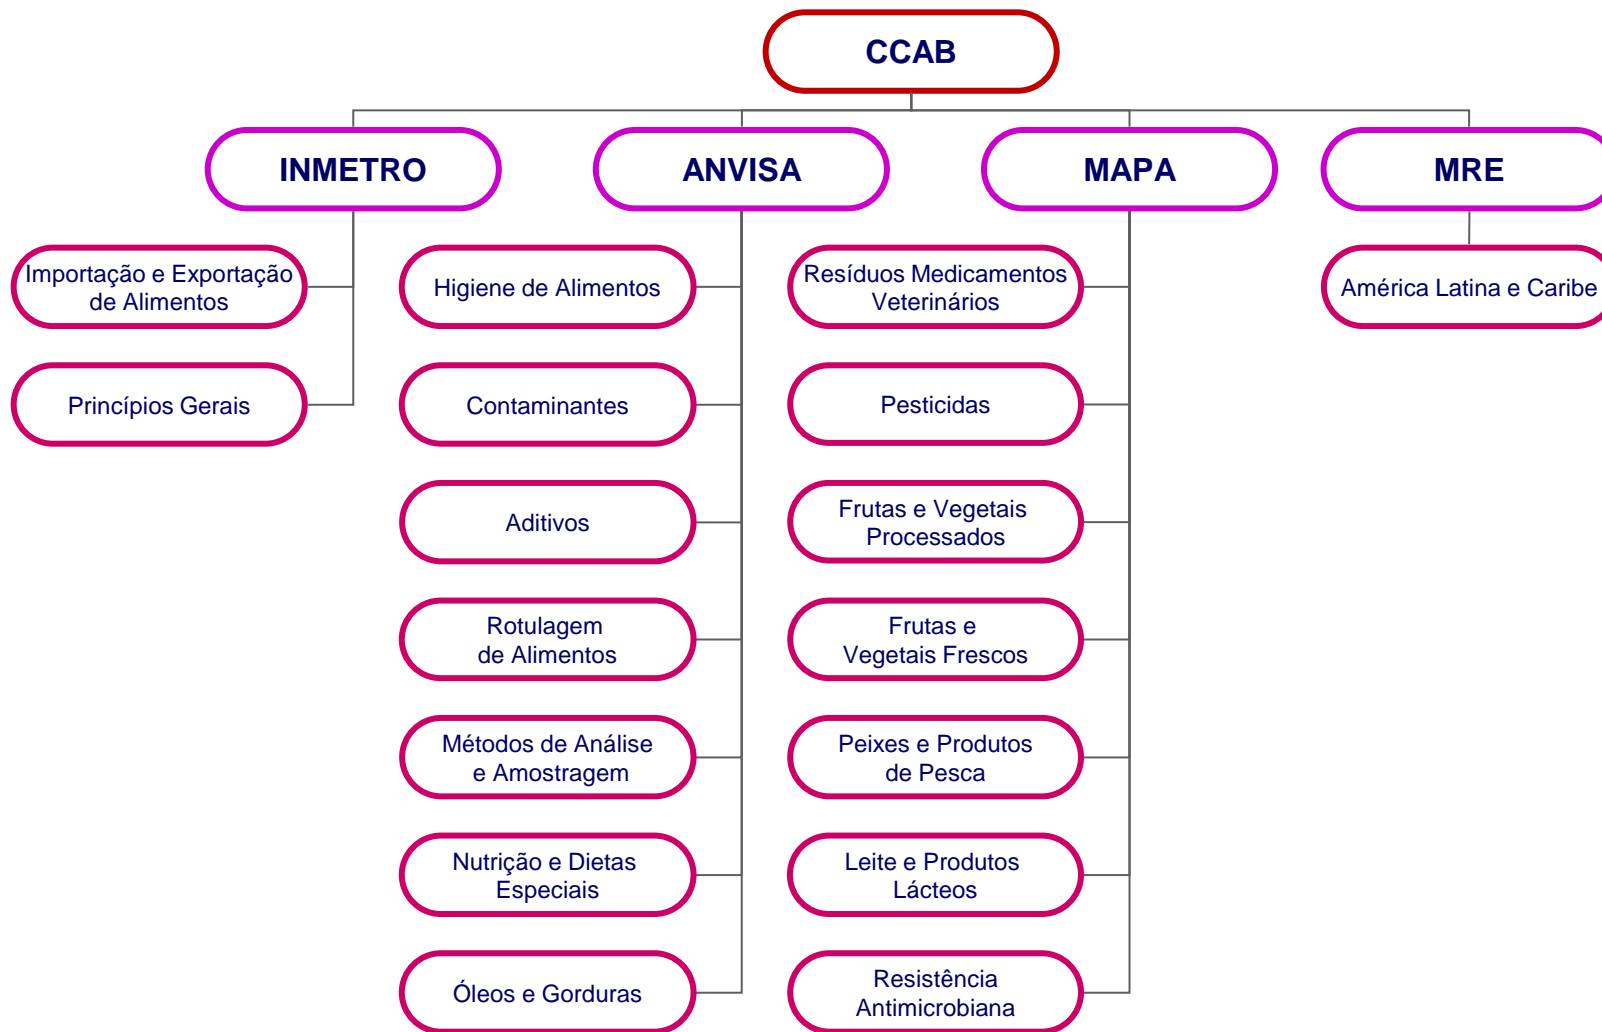 CCAB
INMETRO
ANVISA
MAPA
MRE
Importação e Exportação
de Alimentos
Princípios Gerais
Higiene de Alimentos
Contaminantes
Aditivos
Rotulagem
de Alimentos
Métodos de Análise
e Amostragem
Nutrição e Dietas
Especiais
Óleos e Gorduras
Resíduos Medicamentos
Veterinários
Pesticidas
Frutas e Vegetais
Processados
Frutas e
Vegetais Frescos
Peixes e Produtos
de Pesca
Leite e Produtos
Lácteos
Resistência
Antimicrobiana
América Latina e Caribe